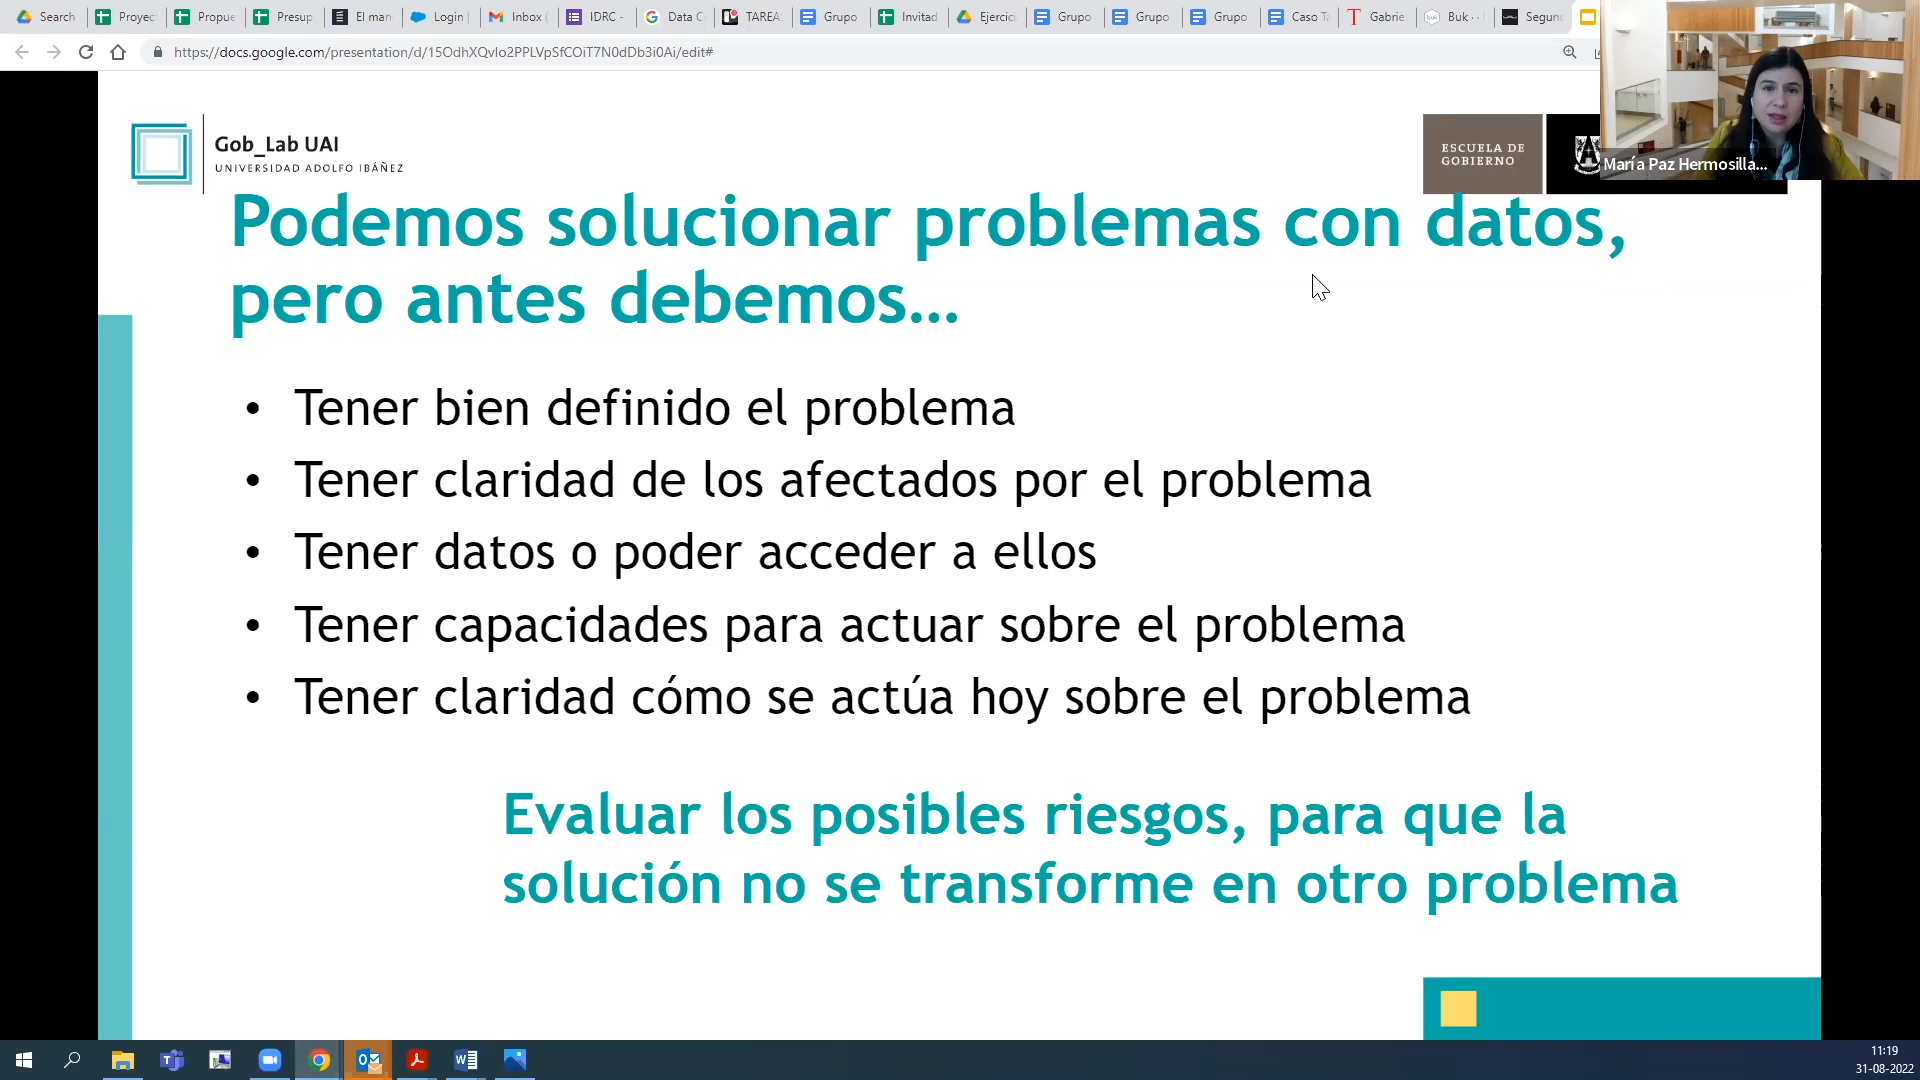 Search
Proyec
Propue
Presup
El man
Login |
Inbox (
IDRC -
Data C
TAREA
Grupo
Invitad
Ejercic
Grupo
Grupo
Grupo
Caso T
Gabrie
Buk
Segun
https://docs.google.com/presentation/d/15OdhXQvlo2PPLVpSfCOiT7N0dDb3i0Ai/edit#
Gob_Lab UAI
UNIVERSIDAD ADOLFO IBÁÑEZ
ESCUELA DE
GOBIERNO
María Paz Hermosilla...
Podemos solucionar problemas con datos,
pero antes debemos...
• Tener bien definido el problema
• Tener claridad de los afectados por el problema
• Tener datos o poder acceder a ellos
• Tener capacidades para actuar sobre el problema
• Tener claridad cómo se actúa hoy sobre el problema
Evaluar los posibles riesgos, para que la
solución no se transforme en otro problema
11:19
31-08-2022